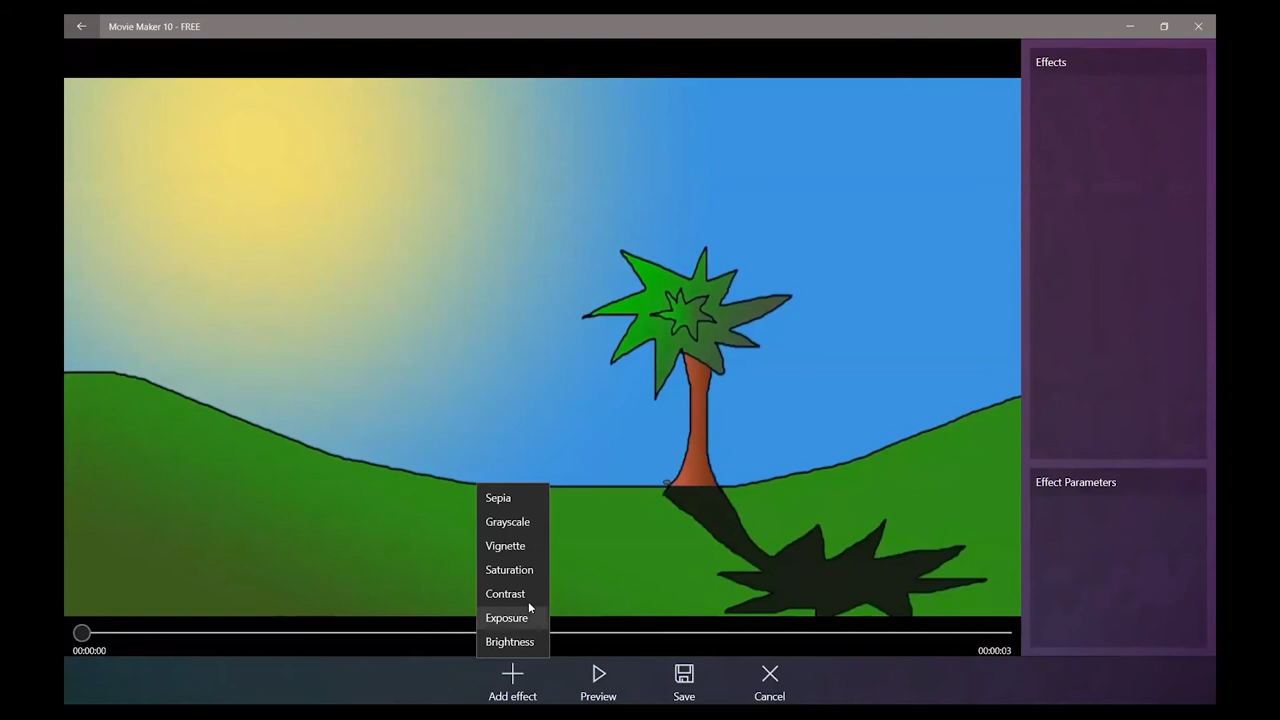 Movie Maker 10 - FREE
Effects
Effect Parameters
Sepia
Grayscale
Vignette
Saturation
Contrast
Exposure
Brightness
00:00:00
00:00:03
Add effect
Preview
Save
Cancel